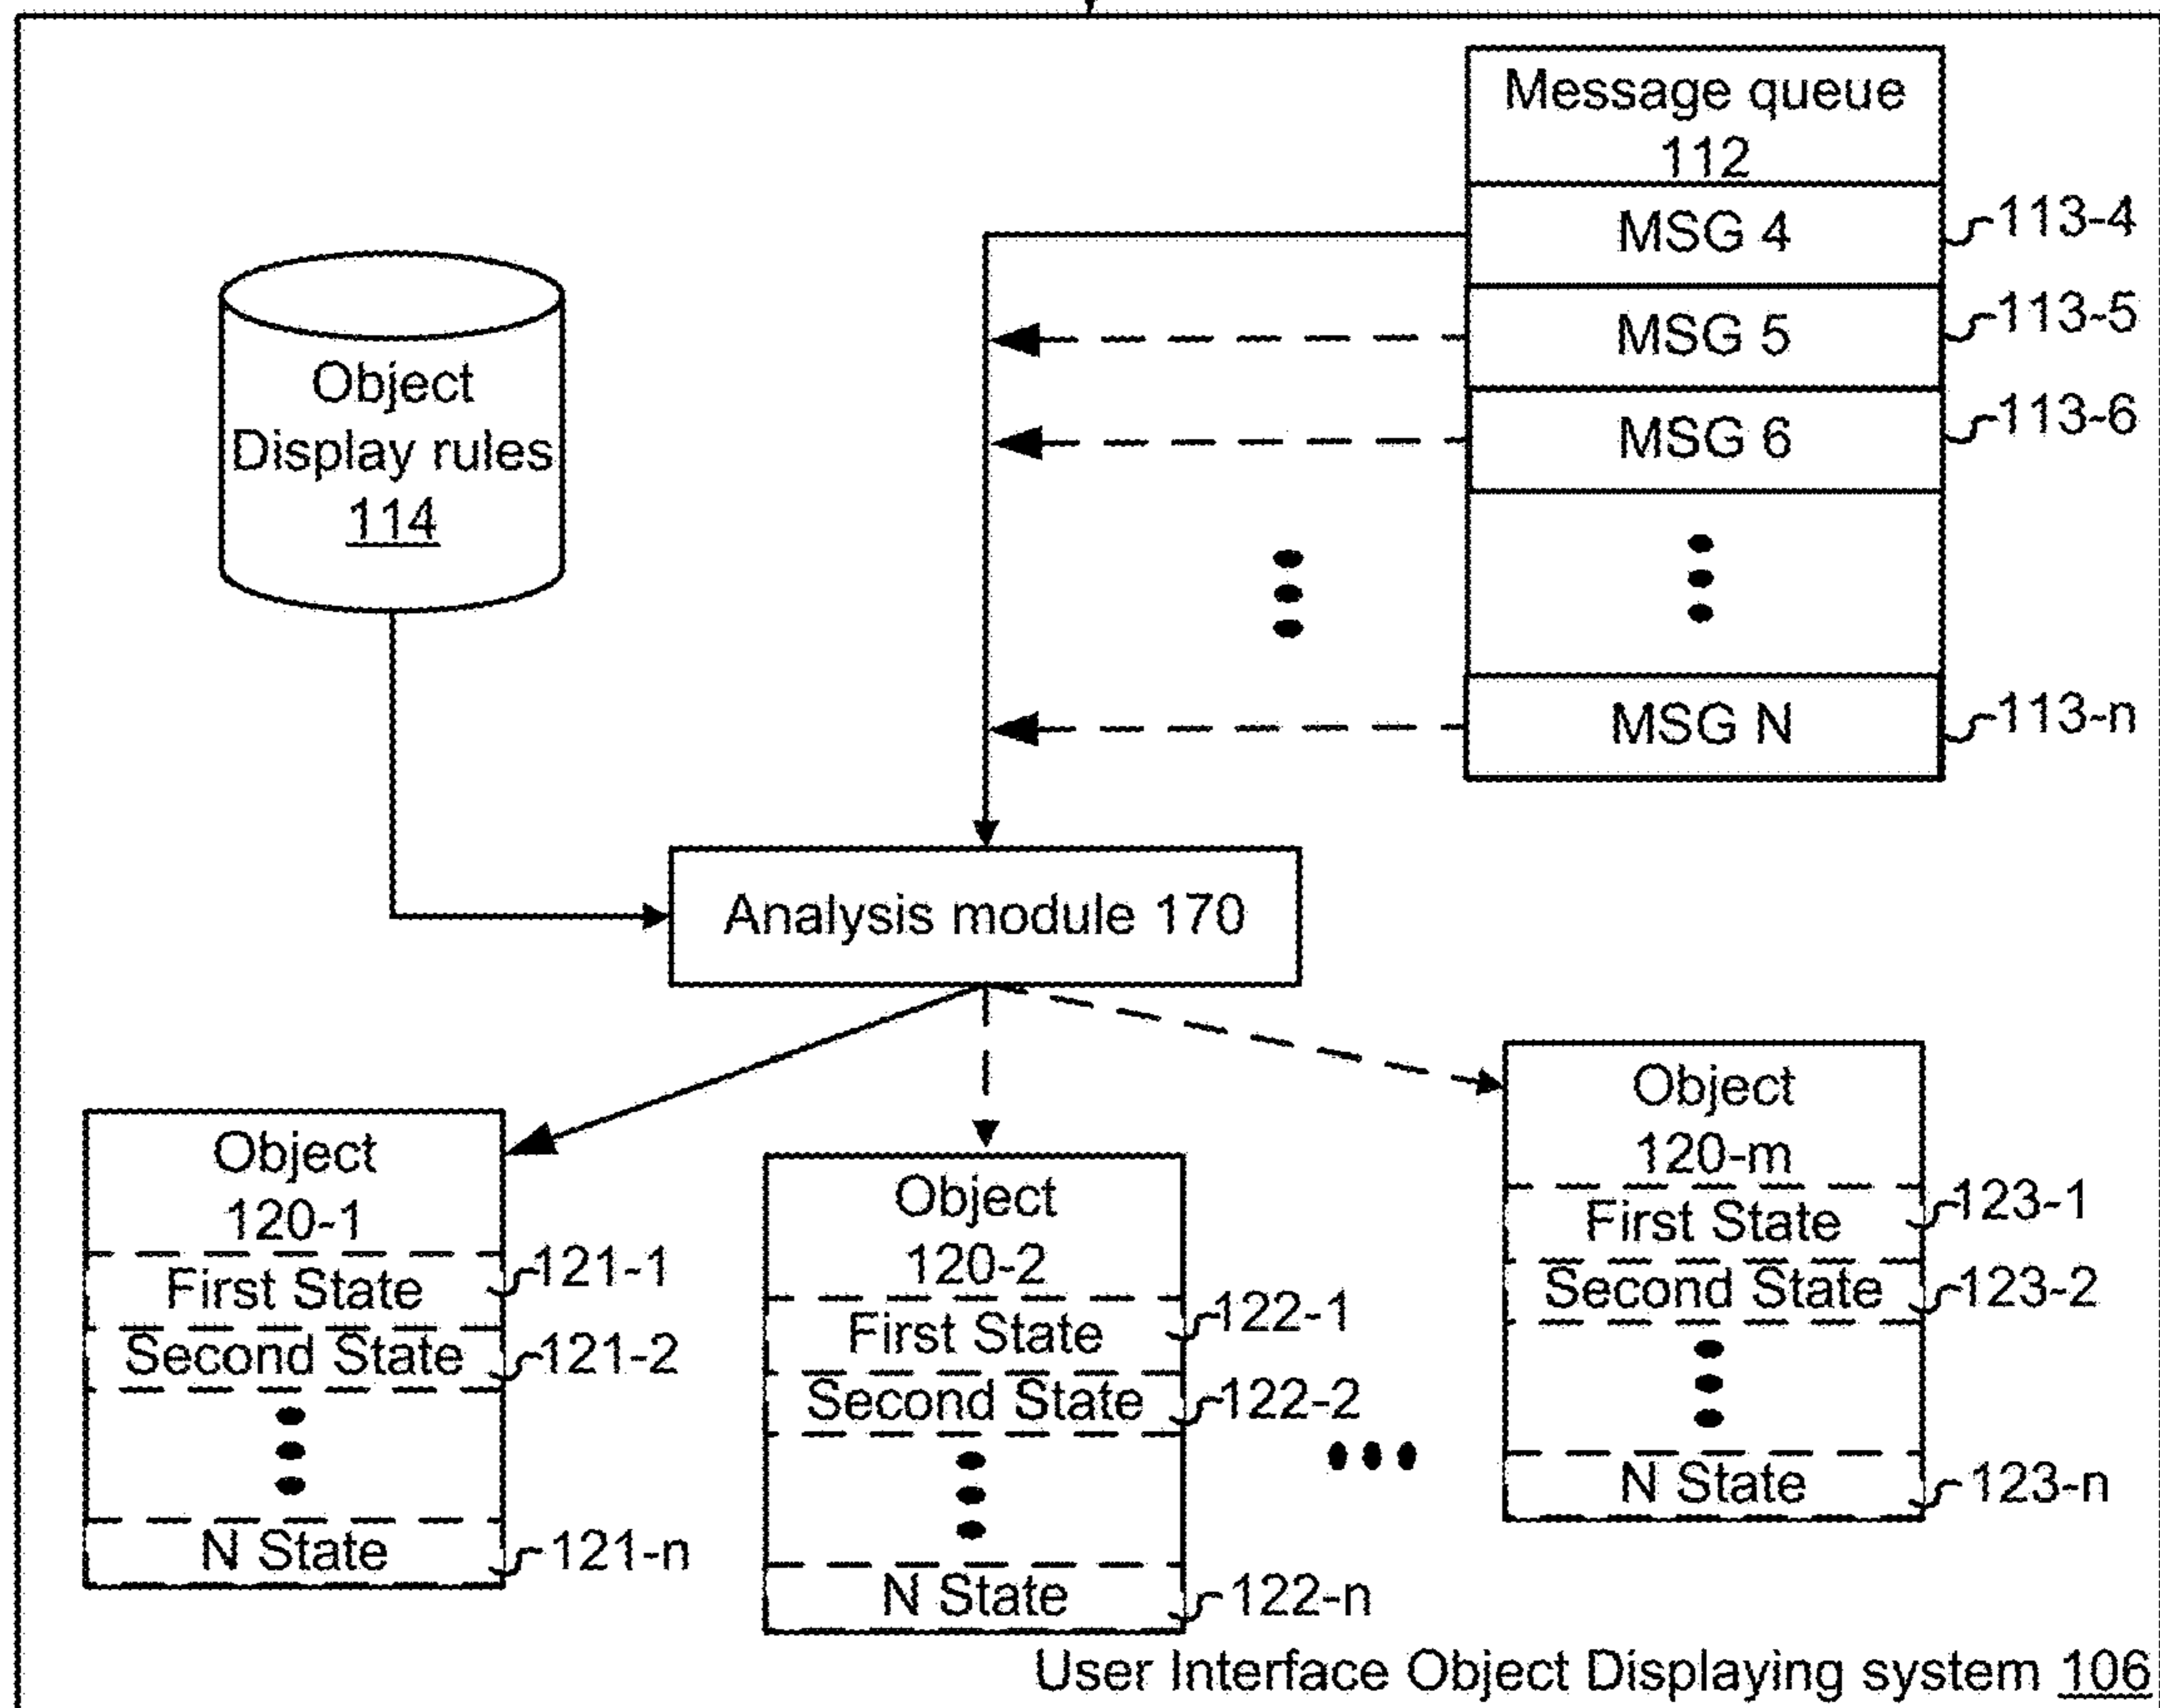 Message queue
112
MSG 4
113-4
MSG 5
113-5
MSG 6
113-6
MSG N
113-n
Object
Display rules
114
Analysis module 170
Object
120-1
First State
121-1
Second State
121-2
N State
121-n
Object
120-2
First State
122-1
Second State
122-2
N State
122-n
Object
120-m
First State
123-1
Second State
123-2
N State
123-n
User Interface Object Displaying system 106